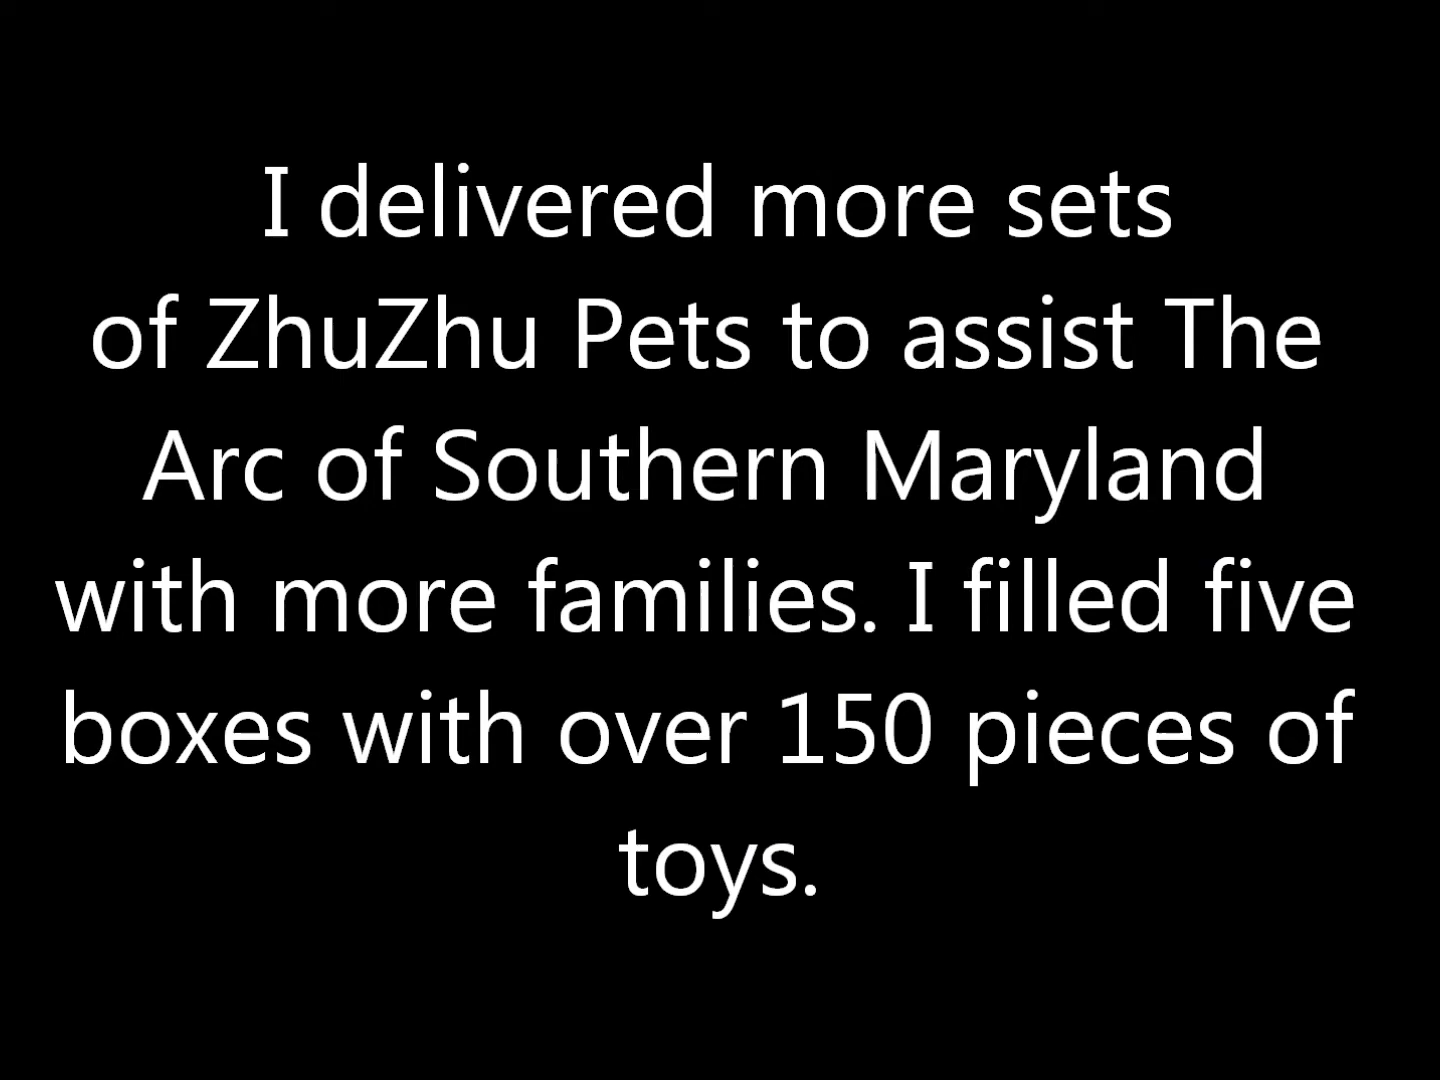 I delivered more sets
of ZhuZhu Pets to assist The
Arc of Southern Maryland
with more families. I filled five
boxes with over 150 pieces of
toys.